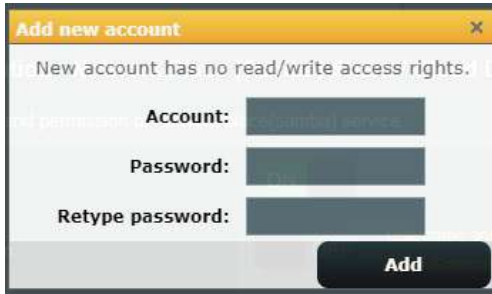 Add new account ×
New account has no read/write access rights.
Account:
Password:
Retype password:
Add